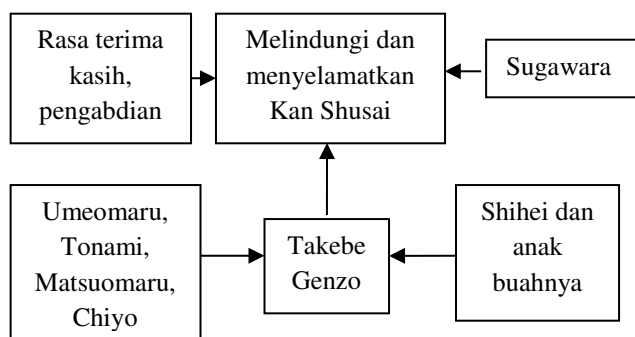 Rasa terima
kasih,
pengabdian
Melindungi dan
menyelamatkan
Kan Shusai
Sugawara
Umeomaru,
Tonami,
Matsuomaru,
Chiyo
Takebe
Genzo
Shihei dan
anak
buahnya